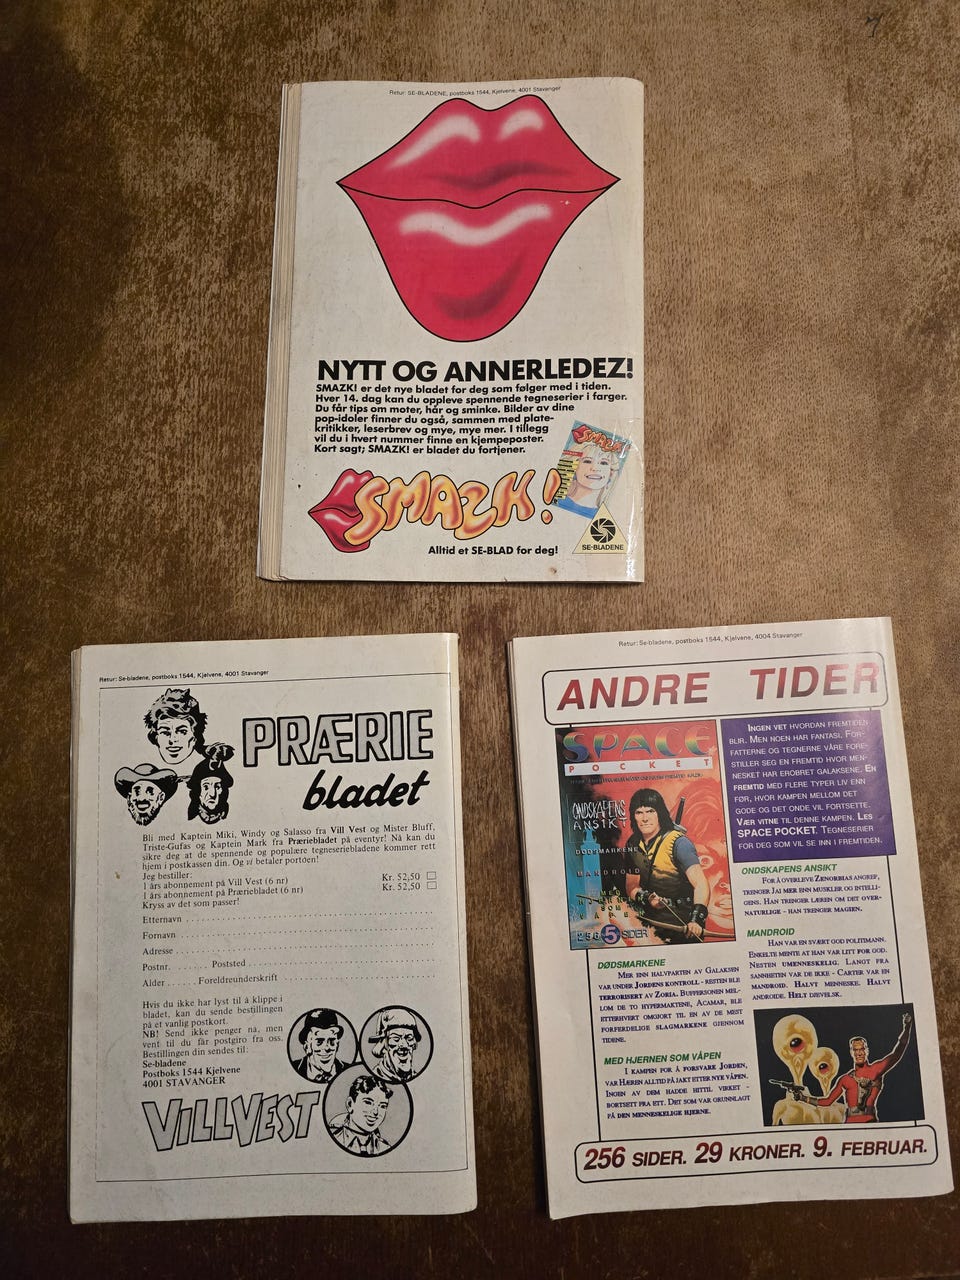 Retur: SE-BLADENE, postboks 1544, Kjelvene, 4001 Stavanger
NYTT OG ANNERLEDEZ!
SMAZK! er det nye bladet for deg som følger med i tiden.
Hver 14. dag kan du oppleve spennende tegneserier i farger.
Du får tips om moter, hår og sminke. Bilder av dine
pop-idoler finner du også, sammen med plate-
kritikker, leserbrev og mye, mye mer. I tillegg
vil du i hvert nummer finne en kjempeposter.
Kort sagt; SMAZK! er bladet du fortjener.
SMAZK!
SMAZK!
SE-BLADENE
Alltid et SE-BLAD for deg!
Retur: Se-bladene, postboks 1544, Kjelvene, 4001 Stavanger
PRÆRIE
bladet
Bli med Kaptein Miki, Windy og Salasso fra Vill Vest og Mister Bluff,
Triste-Gufas og Kaptein Mark fra Præriebladet på eventyr! Nå kan du
sikre deg at de spennende og populære tegneseriebladene kommer rett
hjem i postkassen din. Og vi betaler portoen!
Jeg bestiller:
1 års abonnement på Vill Vest (6 nr) Kr. 52,50
1 års abonnement på Præriebladet (6 nr) Kr. 52,50
Kryss av det som passer!
Etternavn
Fornavn
Adresse
Postnr. Poststed
Alder Foreldreunderskrift
Hvis du ikke har lyst til å klippe i
bladet, kan du sende bestillingen
på et vanlig postkort.
NB! Send ikke penger nå, men
vent til du får postgiro fra oss.
Bestillingen din sendes til:
Se-bladene
Postboks 1544 Kjelvene
4001 STAVANGER
VILL VEST
Retur: Se-bladene, postboks 1544, Kjelvene, 4004 Stavanger
ANDRE TIDER
SPACE
POCKET
ONDSKAPENS
ANSIKT
DØDSMARKENE
MANDROID
MED
HJERNEN
SOM
VÅPEN
256 SIDER
5
INGEN VET HVORDAN FREMTIDEN
BLIR. MEN NOEN HAR FANTASI. FOR-
FATTERNE OG TEGNERNE VÅRE FORE-
STILLER SEG EN FREMTID HVOR MEN-
NESKET HAR EROBRET GALAKSENE. EN
FREMTID MED FLERE TYPER LIV ENN
FØR, HVOR KAMPEN MELLOM DET
GODE OG DET ONDE VIL FORTSETTE.
VÆR VITNE TIL DENNE KAMPEN. LES
SPACE POCKET. TEGNESERIER
FOR DEG SOM VIL SE INN I FREMTIDEN.
ONDSKAPENS ANSIKT
FOR Å OVERLEVE ZENORBIAS ANGREP,
TRENGER JAI MER ENN MUSKLER OG INTELLI-
GENS. HAN TRENGER LÆREN OM DET OVER-
NATURLIGE - HAN TRENGER MAGIEN.
MANDROID
HAN VAR EN SVÆRT GOD POLITIMANN.
ENKELTE MENTE AT HAN VAR LITT FOR GOD.
NESTEN UMENNESKELIG. LANGT FRA
SANNHETEN VAR DE IKKE - CARTER VAR EN
MANDROID. HALVT MENNESKE. HALVT
ANDROIDE. HELT DJEVELSK.
DØDSMARKENE
MER ENN HALVPARTEN AV GALAKSEN
VAR UNDER JORDENS KONTROLL - RESTEN BLE
TERRORISERT AV ZORIA. BUFFERSONEN MEL-
LOM DE TO HYPERMAKTENE, ACAMAR, BLE
ETTERHVERT OMGJORT TIL EN AV DE MEST
FORFERDELIGE SLAGMARKENE GJENNOM
TIDENE.
MED HJERNEN SOM VÅPEN
I KAMPEN FOR Å FORSVARE JORDEN,
VAR HÆREN ALLTID PÅ JAKT ETTER NYE VÅPEN.
INGEN AV DEM HADDE HITTIL VIRKET -
BORTSETT FRA ETT. DET SOM VAR GRUNNLAGT
PÅ DEN MENNESKELIGE HJERNE.
256 SIDER. 29 KRONER. 9. FEBRUAR.